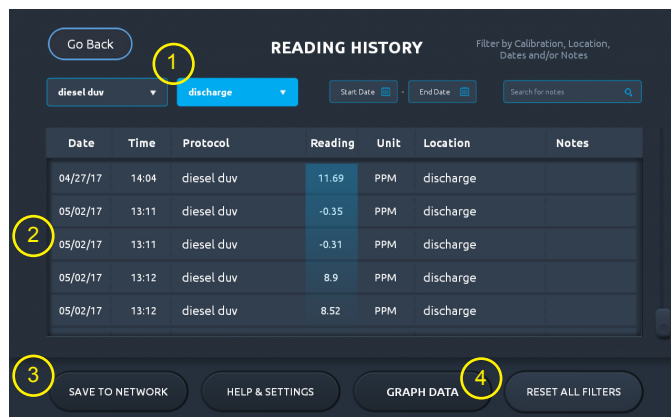 Go Back
1
READING HISTORY
Filter by Calibration, Location,
Dates and/or Notes
diesel duv
discharge
Start Date - End Date
Search for notes
Date Time Protocol Reading Unit Location Notes
04/27/17 14:04 diesel duv 11.69 PPM discharge
05/02/17 13:11 diesel duv -0.35 PPM discharge
2
05/02/17 13:11 diesel duv -0.31 PPM discharge
05/02/17 13:12 diesel duv 8.9 PPM discharge
05/02/17 13:12 diesel duv 8.52 PPM discharge
3
4
SAVE TO NETWORK HELP & SETTINGS GRAPH DATA RESET ALL FILTERS